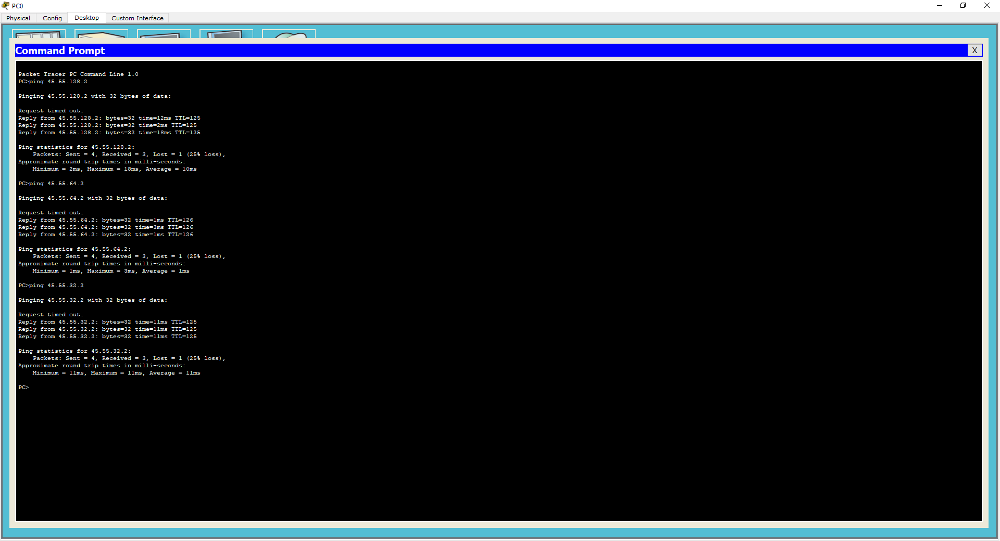 PC0
Physical Config Desktop Custom Interface
Command Prompt
X
Packet Tracer PC Command Line 1.0
PC>ping 45.55.128.2
Pinging 45.55.128.2 with 32 bytes of data:
Request timed out.
Reply from 45.55.128.2: bytes=32 time=12ms TTL=125
Reply from 45.55.128.2: bytes=32 time=2ms TTL=125
Reply from 45.55.128.2: bytes=32 time=18ms TTL=125
Ping statistics for 45.55.128.2:
Packets: Sent = 4, Received = 3, Lost = 1 (25% loss),
Approximate round trip times in milli-seconds:
Minimum = 2ms, Maximum = 18ms, Average = 10ms
PC>ping 45.55.64.2
Pinging 45.55.64.2 with 32 bytes of data:
Request timed out.
Reply from 45.55.64.2: bytes=32 time=1ms TTL=126
Reply from 45.55.64.2: bytes=32 time=3ms TTL=126
Reply from 45.55.64.2: bytes=32 time=1ms TTL=126
Ping statistics for 45.55.64.2:
Packets: Sent = 4, Received = 3, Lost = 1 (25% loss),
Approximate round trip times in milli-seconds:
Minimum = 1ms, Maximum = 3ms, Average = 1ms
PC>ping 45.55.32.2
Pinging 45.55.32.2 with 32 bytes of data:
Request timed out.
Reply from 45.55.32.2: bytes=32 time=11ms TTL=125
Reply from 45.55.32.2: bytes=32 time=11ms TTL=125
Reply from 45.55.32.2: bytes=32 time=11ms TTL=125
Ping statistics for 45.55.32.2:
Packets: Sent = 4, Received = 3, Lost = 1 (25% loss),
Approximate round trip times in milli-seconds:
Minimum = 11ms, Maximum = 11ms, Average = 11ms
PC>